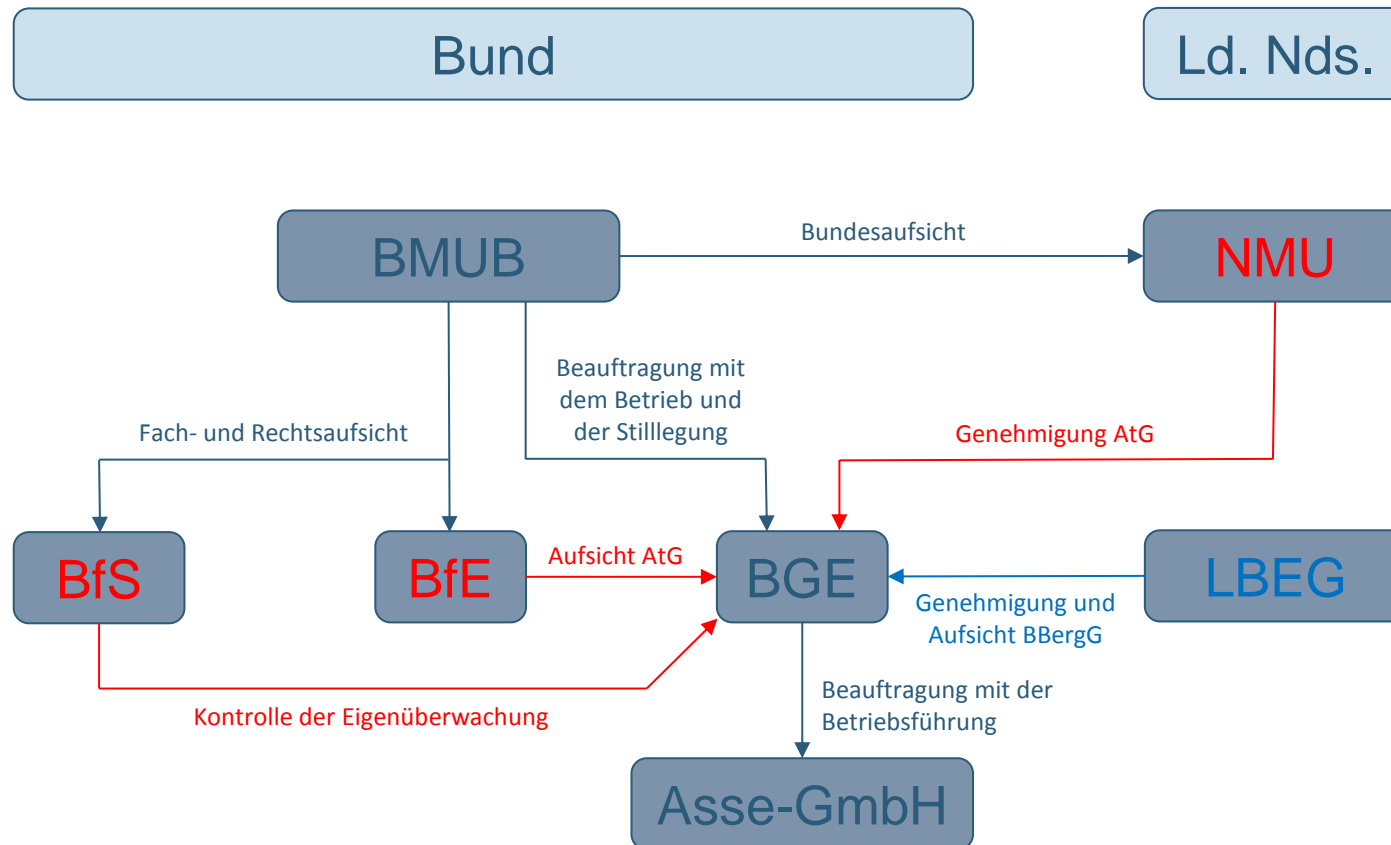 Bund
Ld. Nds.
BMUB
Bundesaufsicht
NMU
Beauftragung mit
dem Betrieb und
der Stilllegung
Fach- und Rechtsaufsicht
Genehmigung AtG
BfS
BfE
Aufsicht AtG
BGE
Genehmigung und
Aufsicht BBergG
LBEG
Kontrolle der Eigenüberwachung
Beauftragung mit der
Betriebsführung
Asse-GmbH